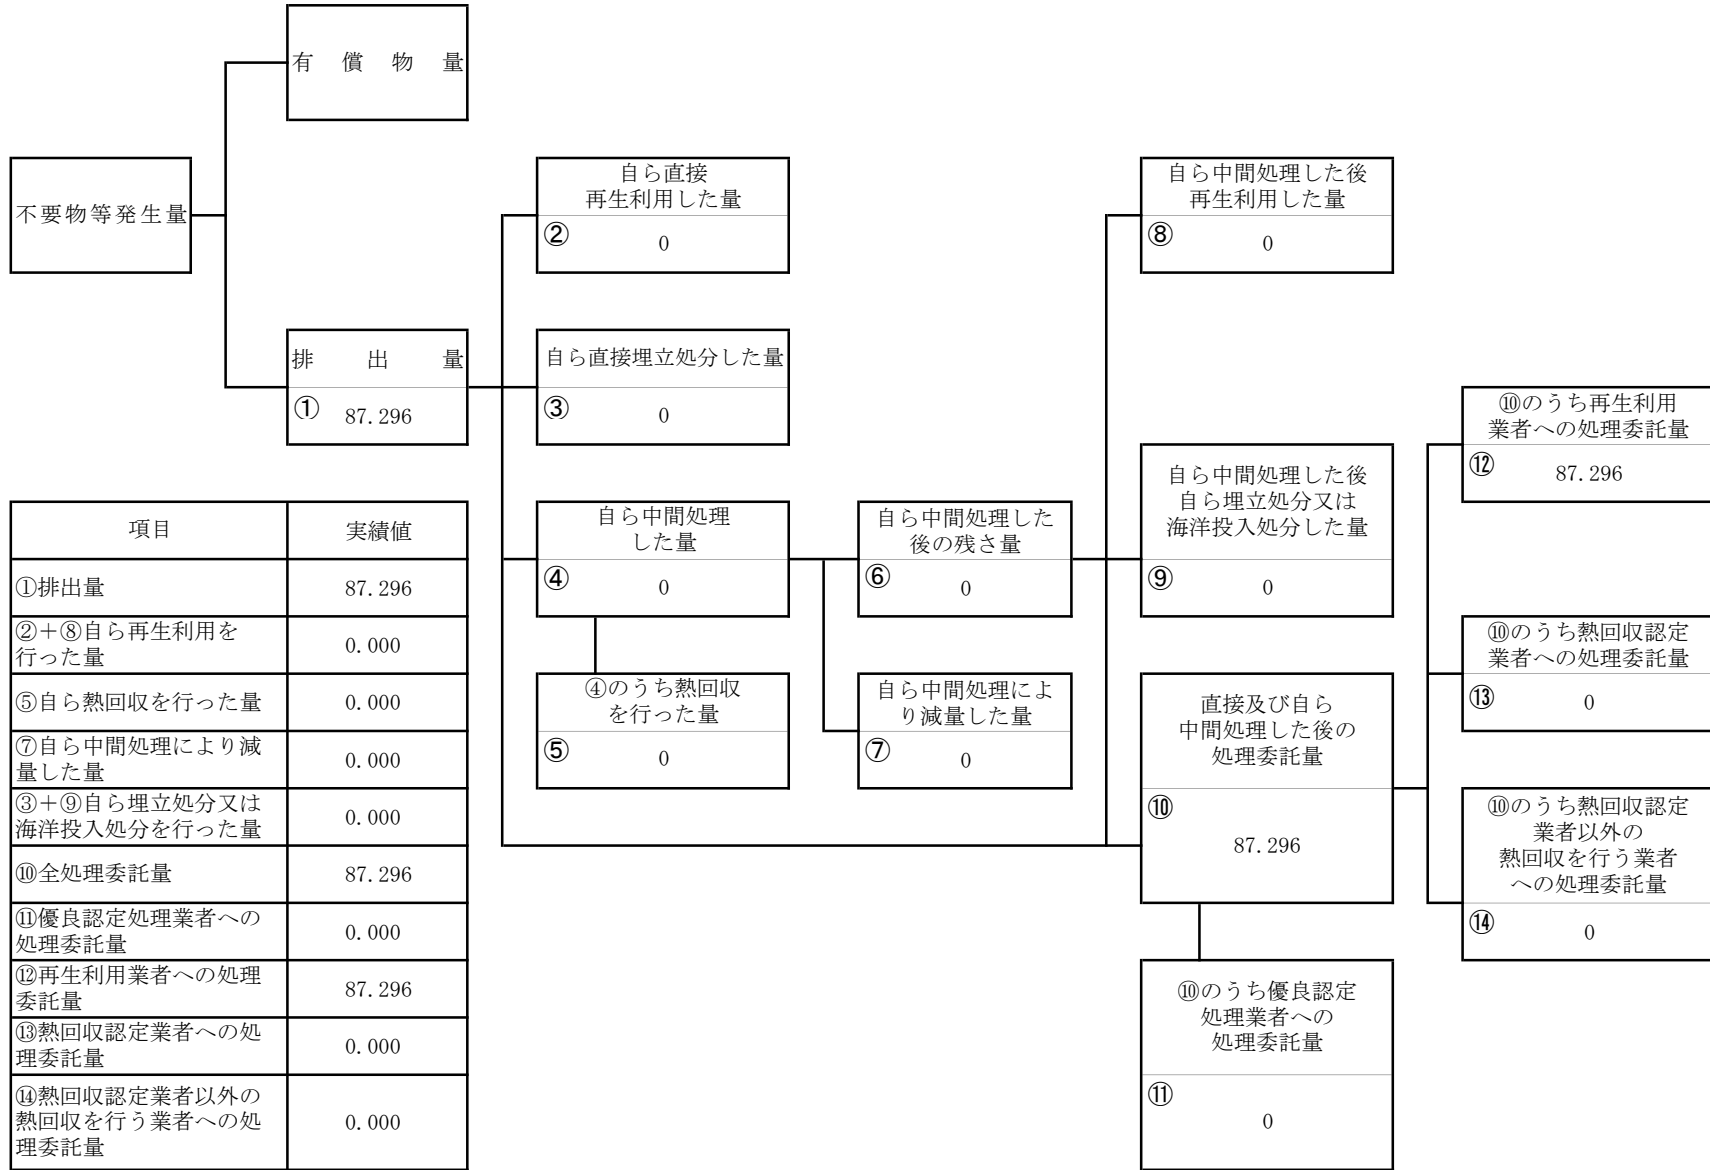 有償物量
不要物等発生量
排出量
① 87.296
自ら直接
再生利用した量
② 0
自ら直接埋立処分した量
③ 0
自ら中間処理
した量
④ 0
④のうち熱回収
を行った量
⑤ 0
自ら中間処理した
後の残さ量
⑥ 0
自ら中間処理によ
り減量した量
⑦ 0
自ら中間処理した後
再生利用した量
⑧ 0
自ら中間処理した後
自ら埋立処分又は
海洋投入処分した量
⑨ 0
直接及び自ら
中間処理した後の
処理委託量
⑩
87.296
⑩のうち優良認定
処理業者への
処理委託量
⑪
0
⑩のうち再生利用
業者への処理委託量
⑫ 87.296
⑩のうち熱回収認定
業者への処理委託量
⑬ 0
⑩のうち熱回収認定
業者以外の
熱回収を行う業者
への処理委託量
⑭ 0
項目 実績値
①排出量 87.296
②+⑧自ら再生利用を
行った量 0.000
⑤自ら熱回収を行った量 0.000
⑦自ら中間処理により減
量した量 0.000
③+⑨自ら埋立処分又は
海洋投入処分を行った量 0.000
⑩全処理委託量 87.296
⑪優良認定処理業者への
処理委託量 0.000
⑫再生利用業者への処理
委託量 87.296
⑬熱回収認定業者への処
理委託量 0.000
⑭熱回収認定業者以外の
熱回収を行う業者への処
理委託量 0.000